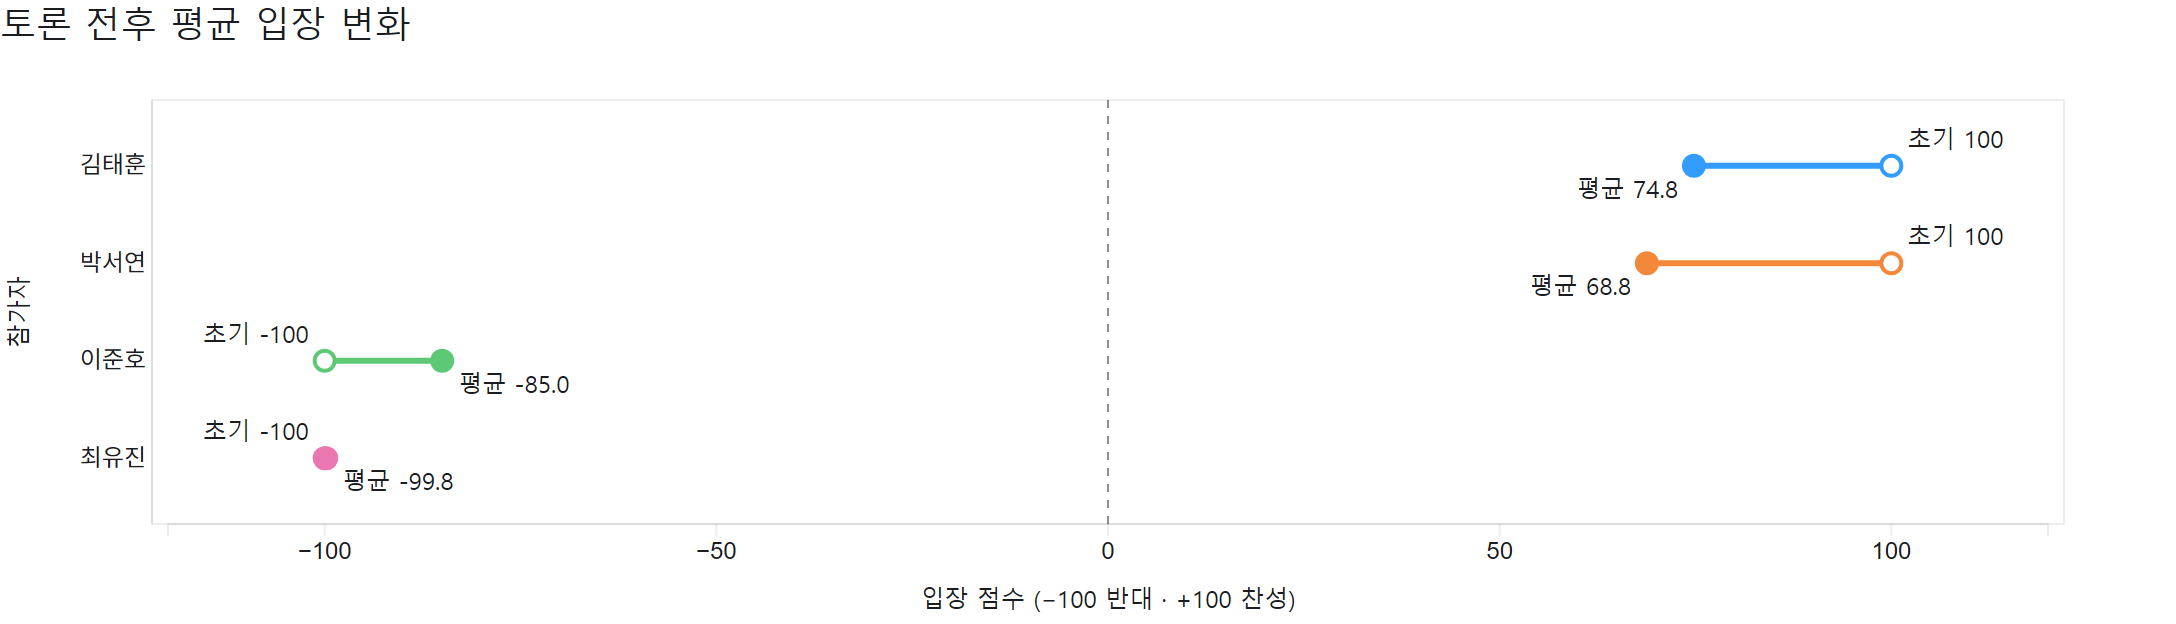 토론 전후 평균 입장 변화
김태훈
초기 100
평균 74.8
박서연
초기 100
평균 68.8
참가자
이준호
초기 -100
평균 -85.0
최유진
초기 -100
평균 -99.8
−100 −50 0 50 100
입장 점수 (−100 반대 · +100 찬성)